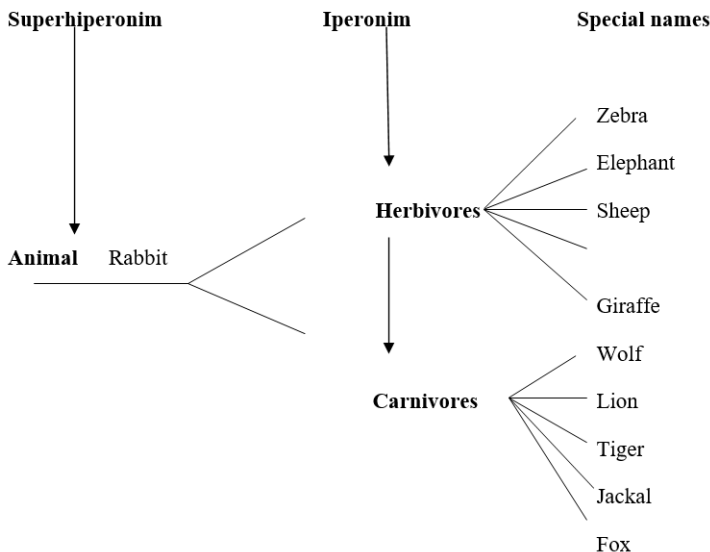 Superhiperonim Iperonim Special names
Zebra
Elephant
Herbivores Sheep
Animal Rabbit
Giraffe
Wolf
Carnivores Lion
Tiger
Jackal
Fox